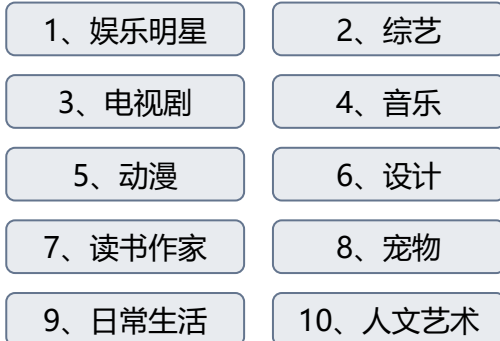 1、娱乐明星
2、综艺
3、电视剧
4、音乐
5、动漫
6、设计
7、读书作家
8、宠物
9、日常生活
10、人文艺术